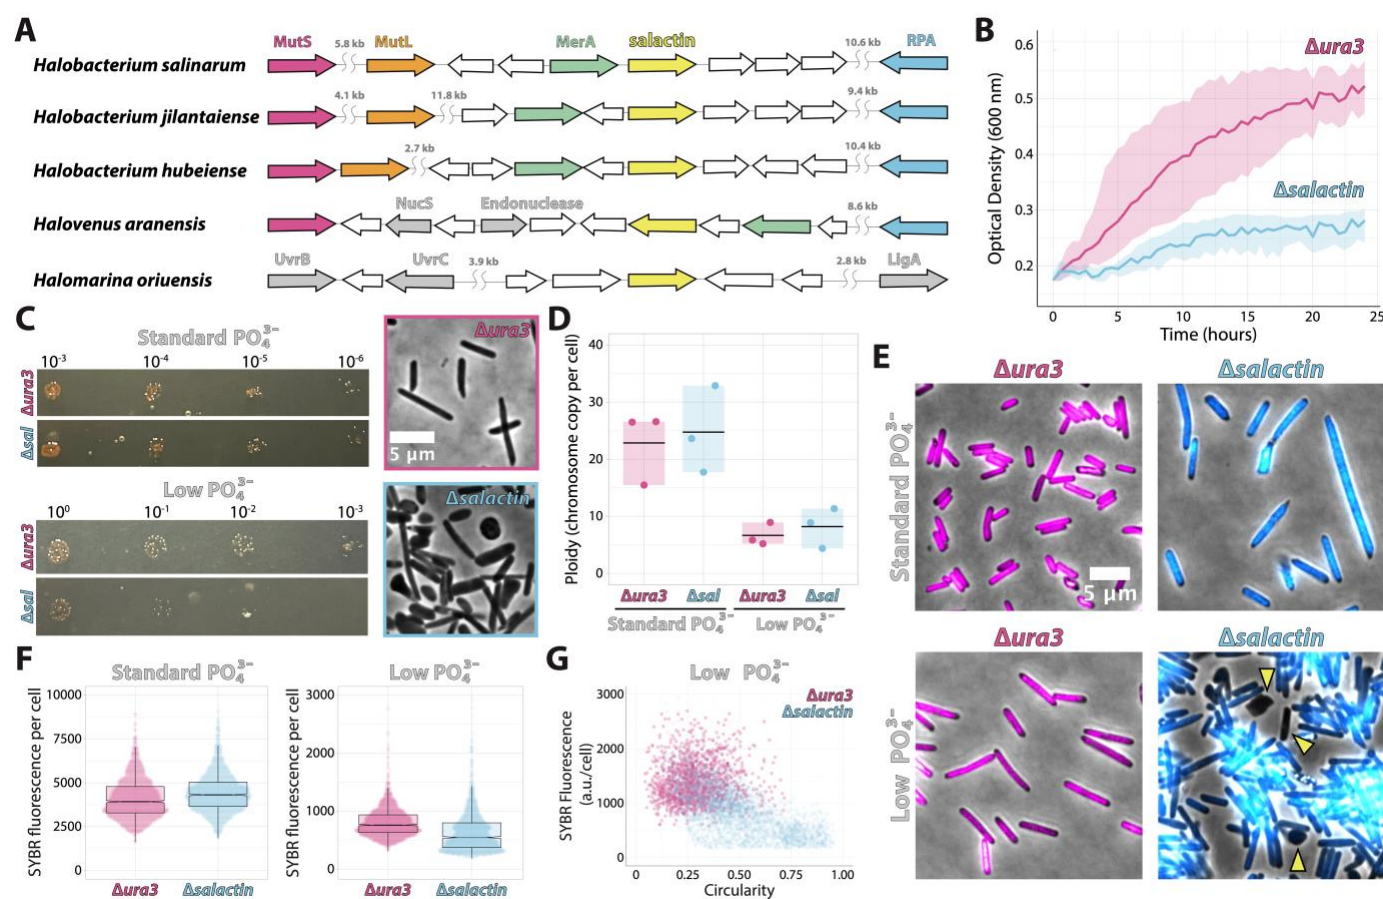 A
MutS 5.8 kb MutL MerA salactin 10.6 kb RPA
Halobacterium salinarum
4.1 kb 11.8 kb 9.4 kb
Halobacterium jilantaiense
2.7 kb 10.4 kb
Halobacterium hubeiense
NucS Endonuclease 8.6 kb
Halovenus aranensis
UvrB UvrC 3.9 kb 2.8 kb LigA
Halomarina oriuensis
B
Δura3
Δsalactin
Optical Density (600 nm)
0.6
0.5
0.4
0.3
0.2
0 5 10 15 20 25
Time (hours)
C
Standard PO₄³⁻
10⁻³ 10⁻⁴ 10⁻⁵ 10⁻⁶
Δura3
Δsal
Low PO₄³⁻
10⁰ 10⁻¹ 10⁻² 10⁻³
Δura3
Δsal
Δura3
5 μm
Δsalactin
D
Ploidy (chromosome copy per cell)
40
30
20
10
0
Δura3 Δsal Δura3 Δsal
Standard PO₄³⁻ Low PO₄³⁻
E
Δura3 Δsalactin
Standard PO₄³⁻
5 μm
Δura3 Δsalactin
Low PO₄³⁻
F
Standard PO₄³⁻
SYBR fluorescence per cell
10000
7500
5000
2500
0
Δura3 Δsalactin
Low PO₄³⁻
SYBR fluorescence per cell
3000
2000
1000
0
Δura3 Δsalactin
G
Low PO₄³⁻
Δura3
Δsalactin
SYBR Fluorescence
(a.u./cell)
3000
2000
1000
0
0 0.25 0.50 0.75 1.00
Circularity